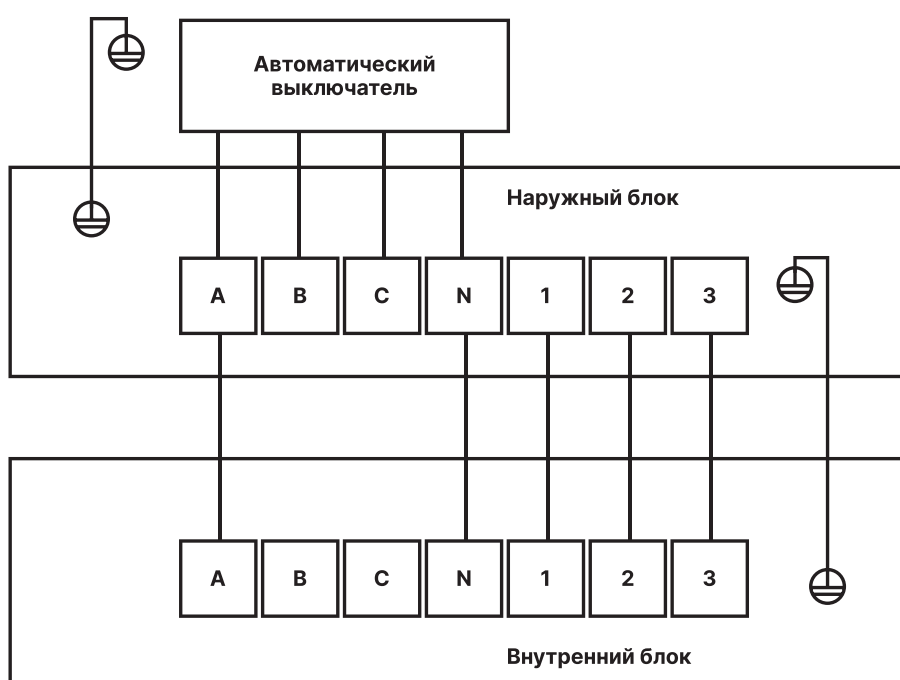 Автоматический
выключатель
Наружный блок
A B C N 1 2 3
A B C N 1 2 3
Внутренний блок